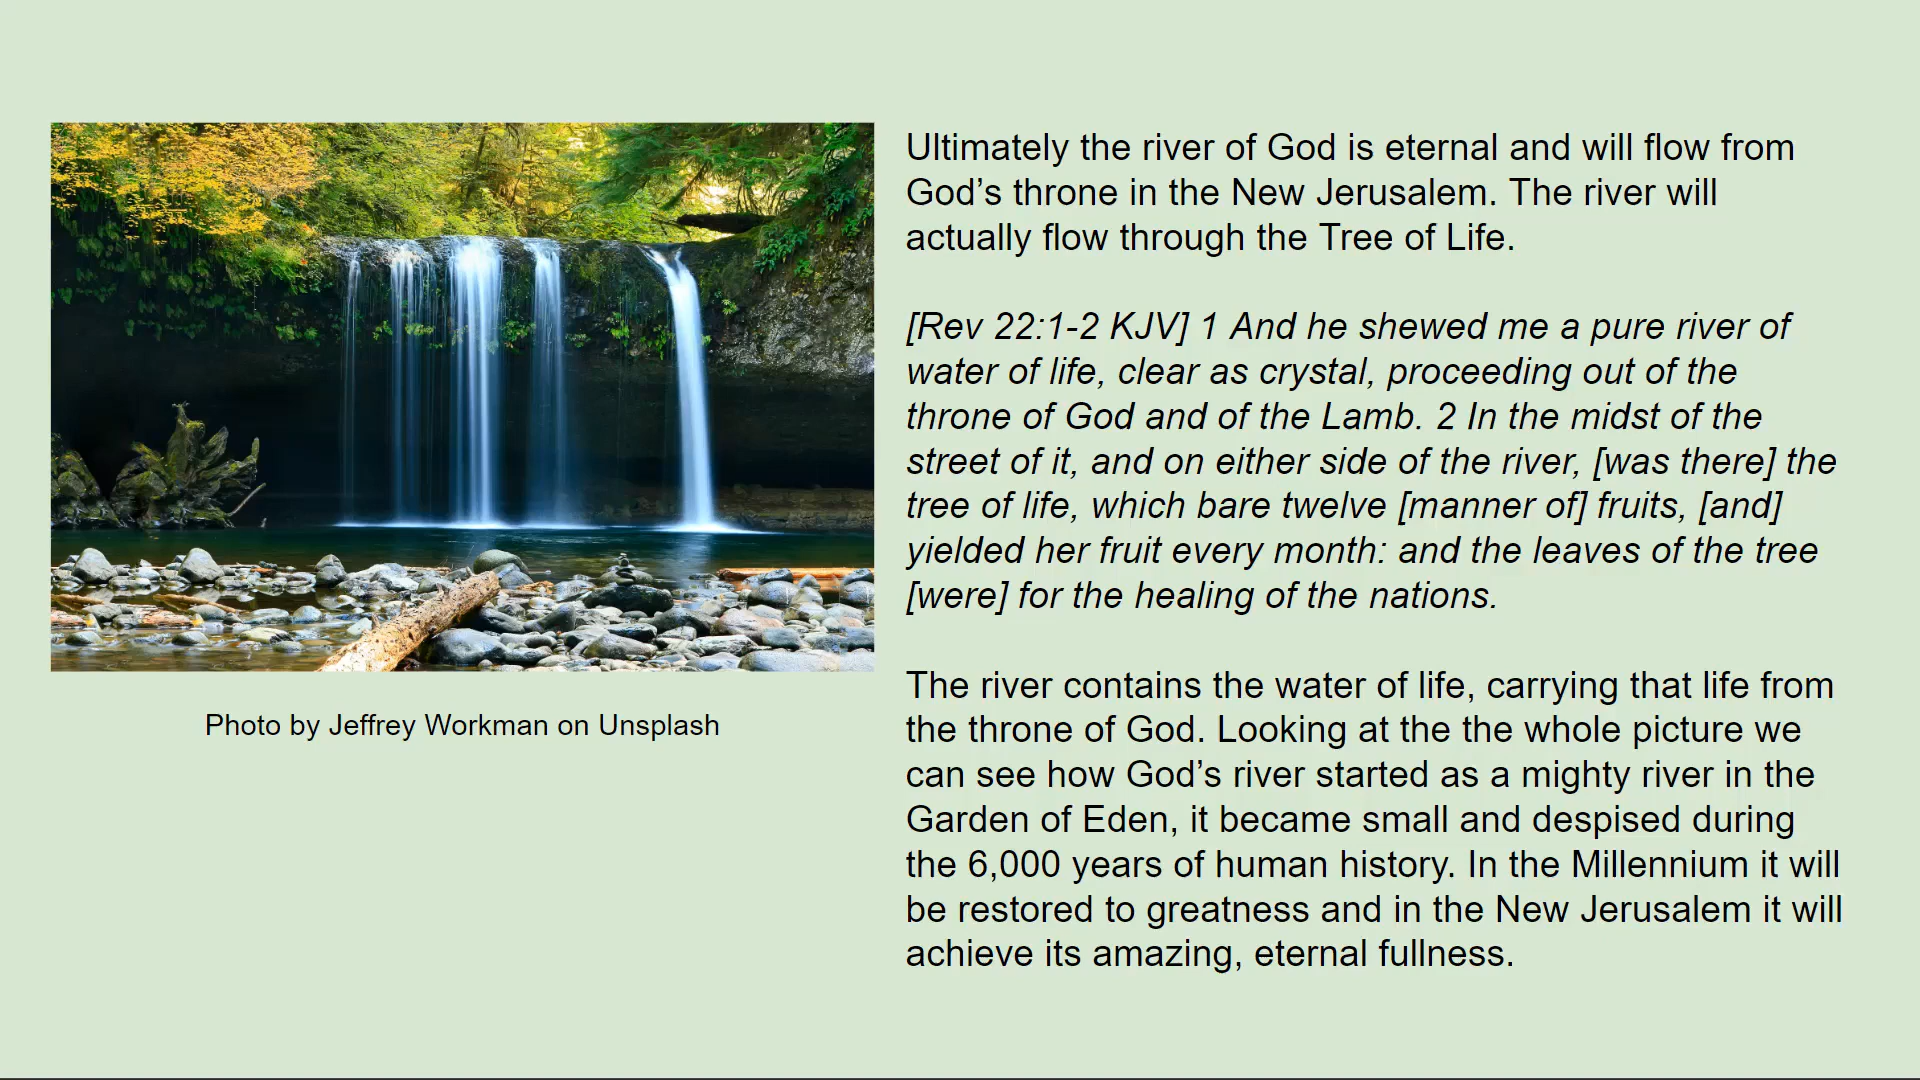 Ultimately the river of God is eternal and will flow from
God’s throne in the New Jerusalem. The river will
actually flow through the Tree of Life.
[Rev 22:1-2 KJV] 1 And he shewed me a pure river of
water of life, clear as crystal, proceeding out of the
throne of God and of the Lamb. 2 In the midst of the
street of it, and on either side of the river, [was there] the
tree of life, which bare twelve [manner of] fruits, [and]
yielded her fruit every month: and the leaves of the tree
[were] for the healing of the nations.
The river contains the water of life, carrying that life from
the throne of God. Looking at the the whole picture we
can see how God’s river started as a mighty river in the
Garden of Eden, it became small and despised during
the 6,000 years of human history. In the Millennium it will
be restored to greatness and in the New Jerusalem it will
achieve its amazing, eternal fullness.
Photo by Jeffrey Workman on Unsplash